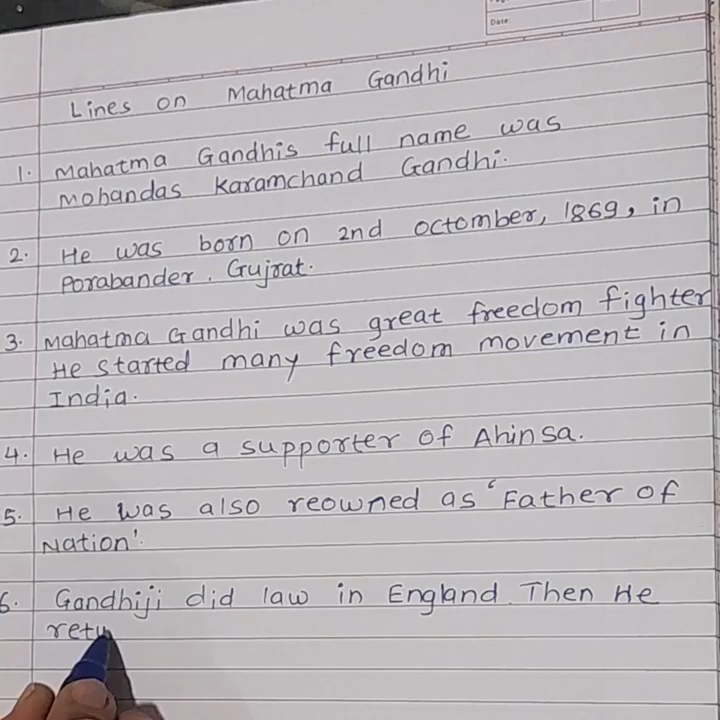 Date:
Lines on Mahatma Gandhi
1. Mahatma Gandhis full name was
Mohandas Karamchand Gandhi.
2. He was born on 2nd octomber, 1869, in
Porabander. Gujrat.
3. Mahatma Gandhi was great freedom fighter
He started many freedom movement in
India.
4. He was a supporter of Ahinsa.
5. He was also reowned as 'Father of
Nation'.
6. Gandhiji did law in England. Then He
retu